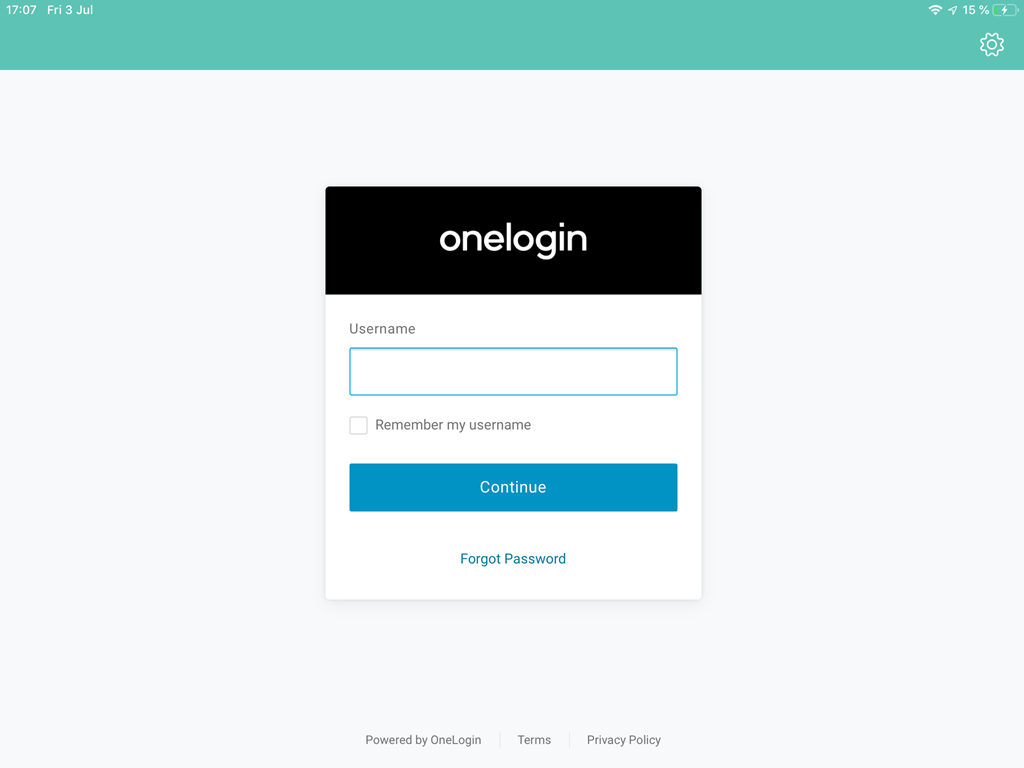 17:07 Fri 3 Jul 15 %
onelogin
Username
Remember my username
Continue
Forgot Password
Powered by OneLogin Terms Privacy Policy